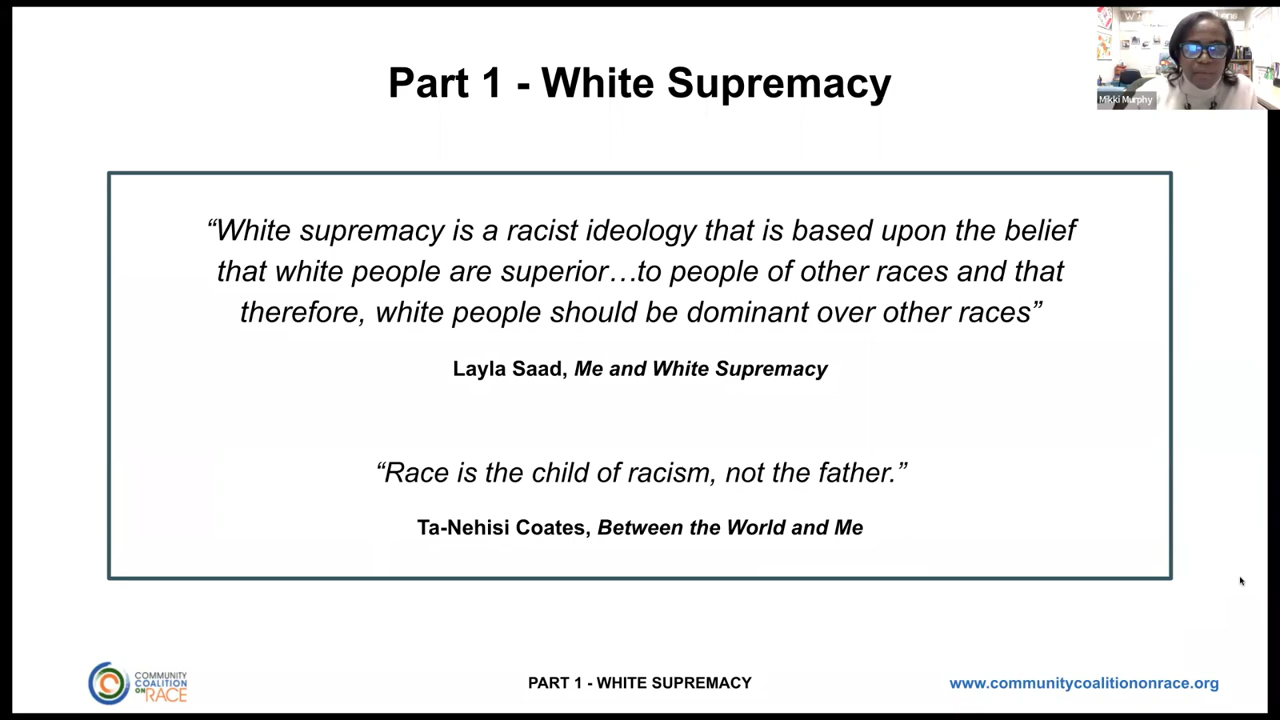 Part 1 - White Supremacy
Mikki Murphy
“White supremacy is a racist ideology that is based upon the belief
that white people are superior…to people of other races and that
therefore, white people should be dominant over other races”
Layla Saad, Me and White Supremacy
“Race is the child of racism, not the father.”
Ta-Nehisi Coates, Between the World and Me
COMMUNITY
COALITION
ON RACE
PART 1 - WHITE SUPREMACY
www.communitycoalitiononrace.org